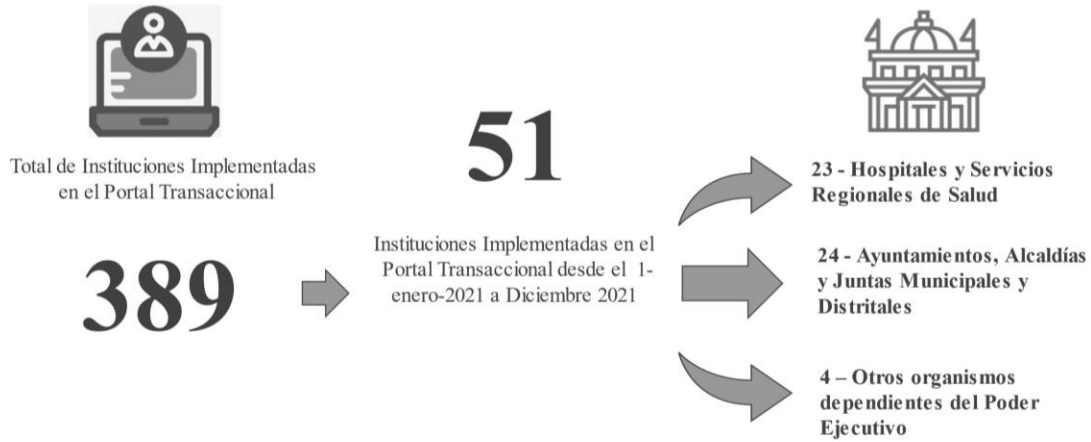 Total de Instituciones Implementadas
en el Portal Transaccional
389
51
Instituciones Implementadas en el
Portal Transaccional desde el 1-
enero-2021 a Diciembre 2021
23 - Hospitales y Servicios
Regionales de Salud
24 - Ayuntamientos, Alcaldías
y Juntas Municipales y
Distritales
4 – Otros organismos
dependientes del Poder
Ejecutivo